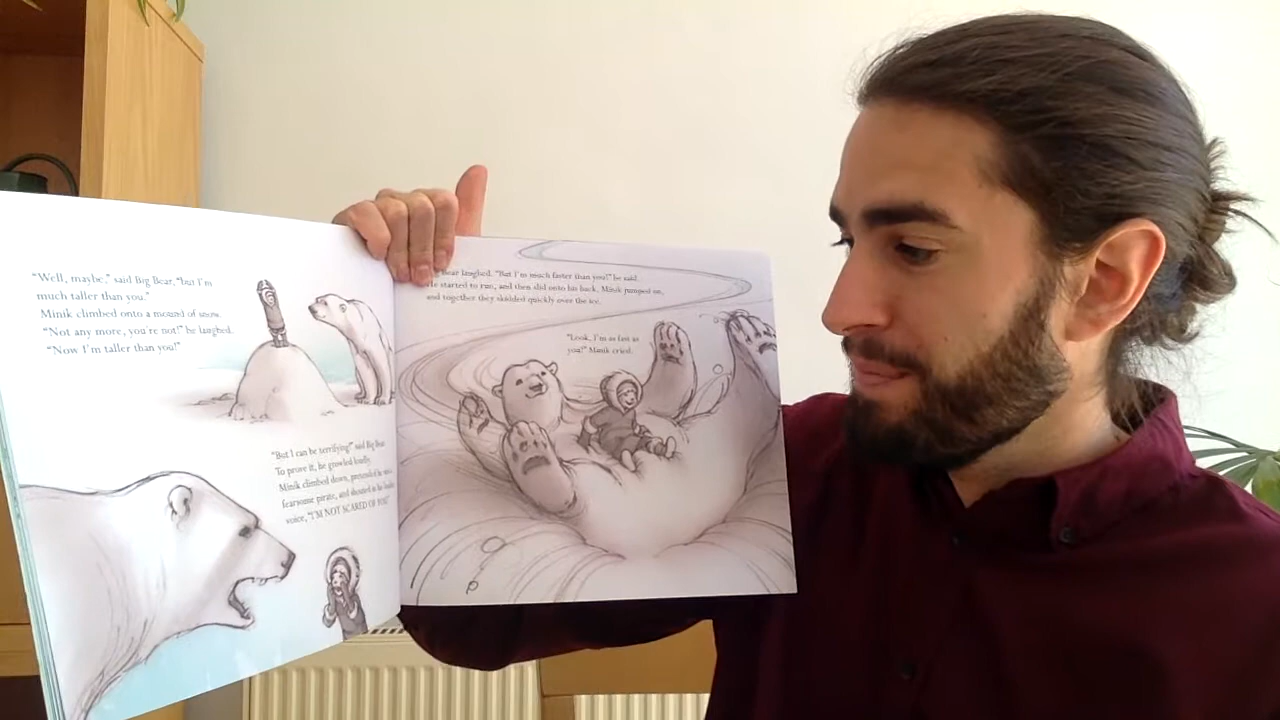 "Well, maybe," said Big Bear, "but I'm
much taller than you."
Minik climbed onto a mound of snow.
"Not any more, you're not!" he laughed.
"Now I'm taller than you!"
"But I can be terrifying!" said Big Bear.
To prove it, he growled loudly.
Minik climbed down, pretended he was a
fearsome pirate, and shouted in his loudest
voice, "I'M NOT SCARED OF YOU!"
Bear laughed. "But I'm much faster than you!" he said.
He started to run, and then slid onto his back. Minik jumped on,
and together they skidded quickly over the ice.
"Look, I'm as fast as
you!" Minik cried.